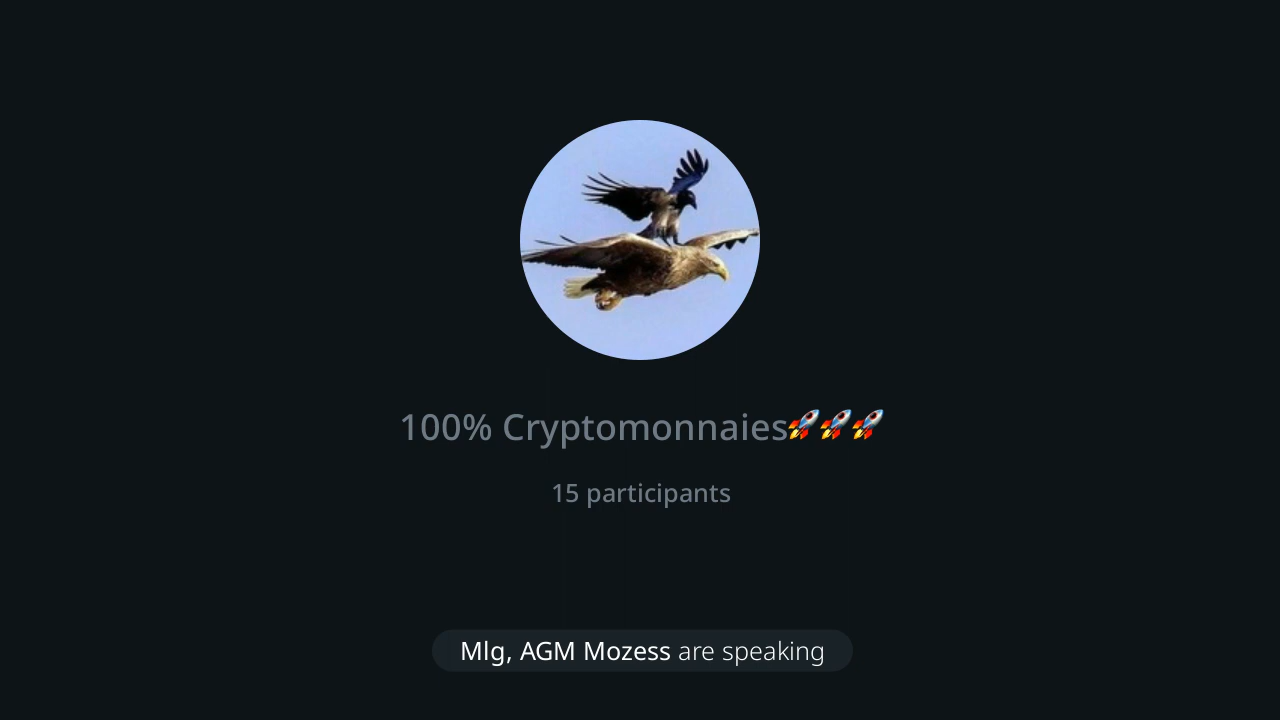 100% Cryptomonnaies🚀🚀🚀
15 participants
Mlg, AGM Mozess are speaking